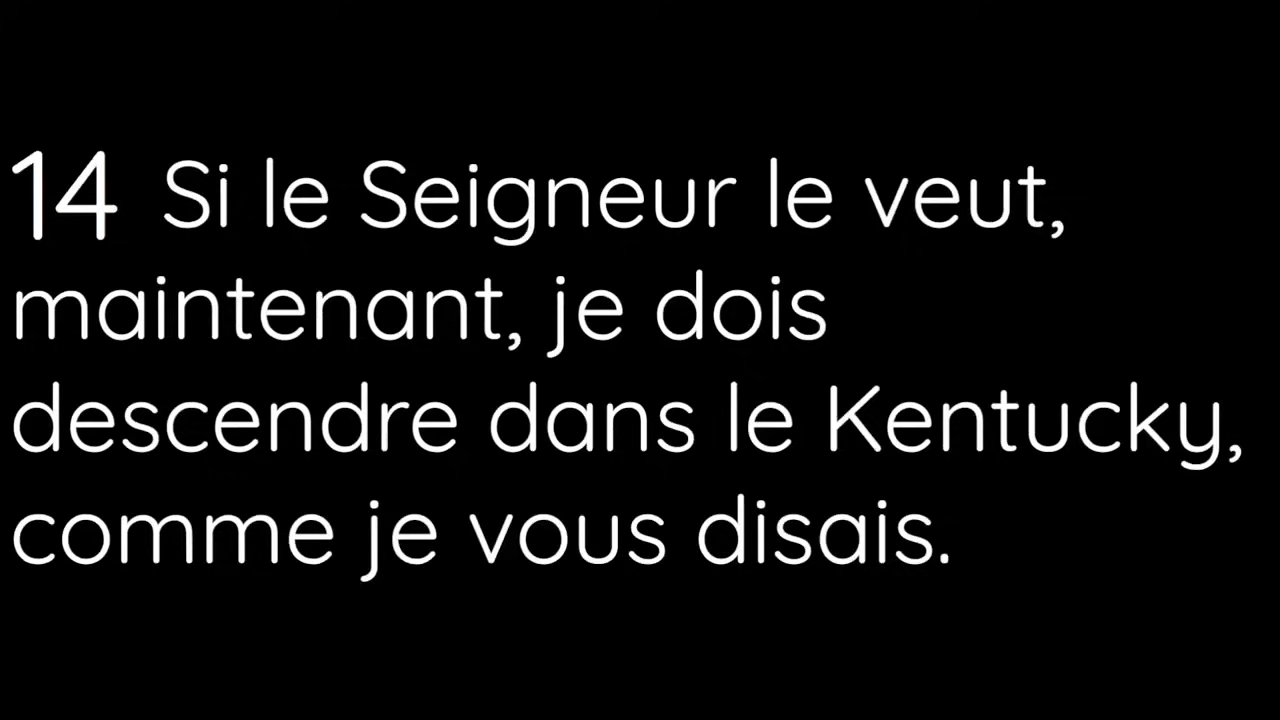 14 Si le Seigneur le veut,
maintenant, je dois
descendre dans le Kentucky,
comme je vous disais.